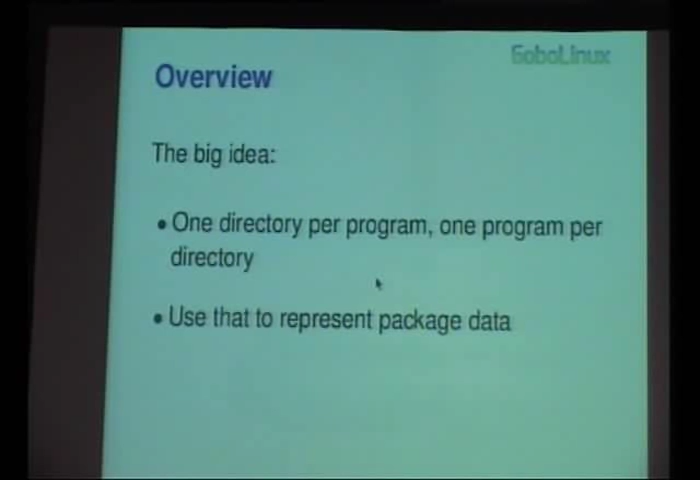 GoboLinux
Overview
The big idea:
• One directory per program, one program per
directory
• Use that to represent package data